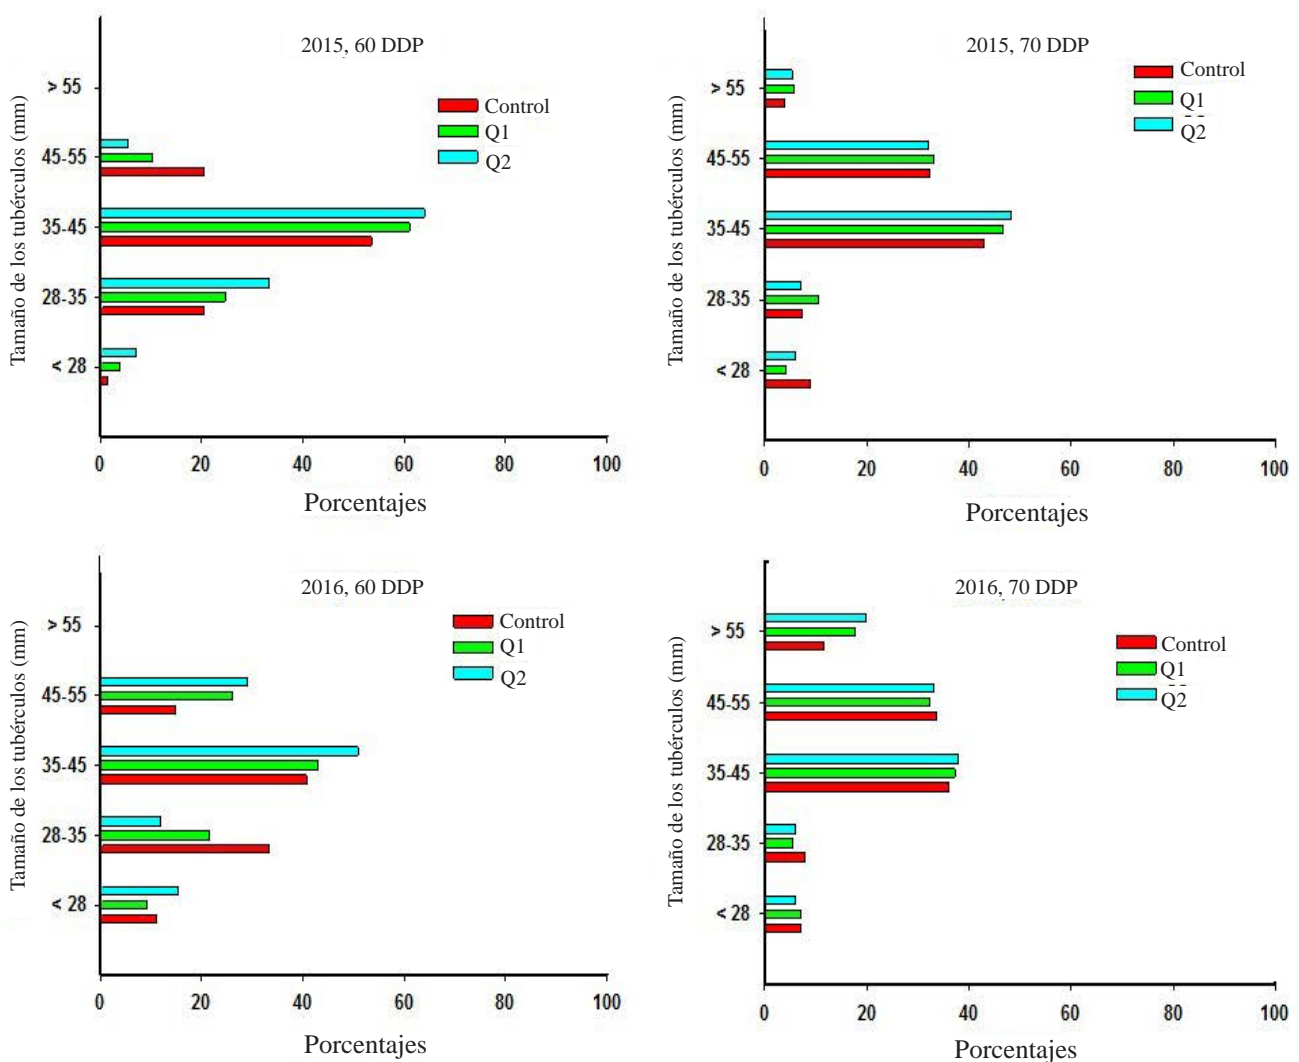 2015, 60 DDP
Tamaño de los tubérculos (mm)
> 55
45-55
35-45
28-35
< 28
Control
Q1
Q2
0 20 40 60 80 100
Porcentajes
2015, 70 DDP
Tamaño de los tubérculos (mm)
> 55
45-55
35-45
28-35
< 28
Control
Q1
Q2
0 20 40 60 80 100
Porcentajes
2016, 60 DDP
Tamaño de los tubérculos (mm)
> 55
45-55
35-45
28-35
< 28
Control
Q1
Q2
0 20 40 60 80 100
Porcentajes
2016, 70 DDP
Tamaño de los tubérculos (mm)
> 55
45-55
35-45
28-35
< 28
Control
Q1
Q2
0 20 40 60 80 100
Porcentajes